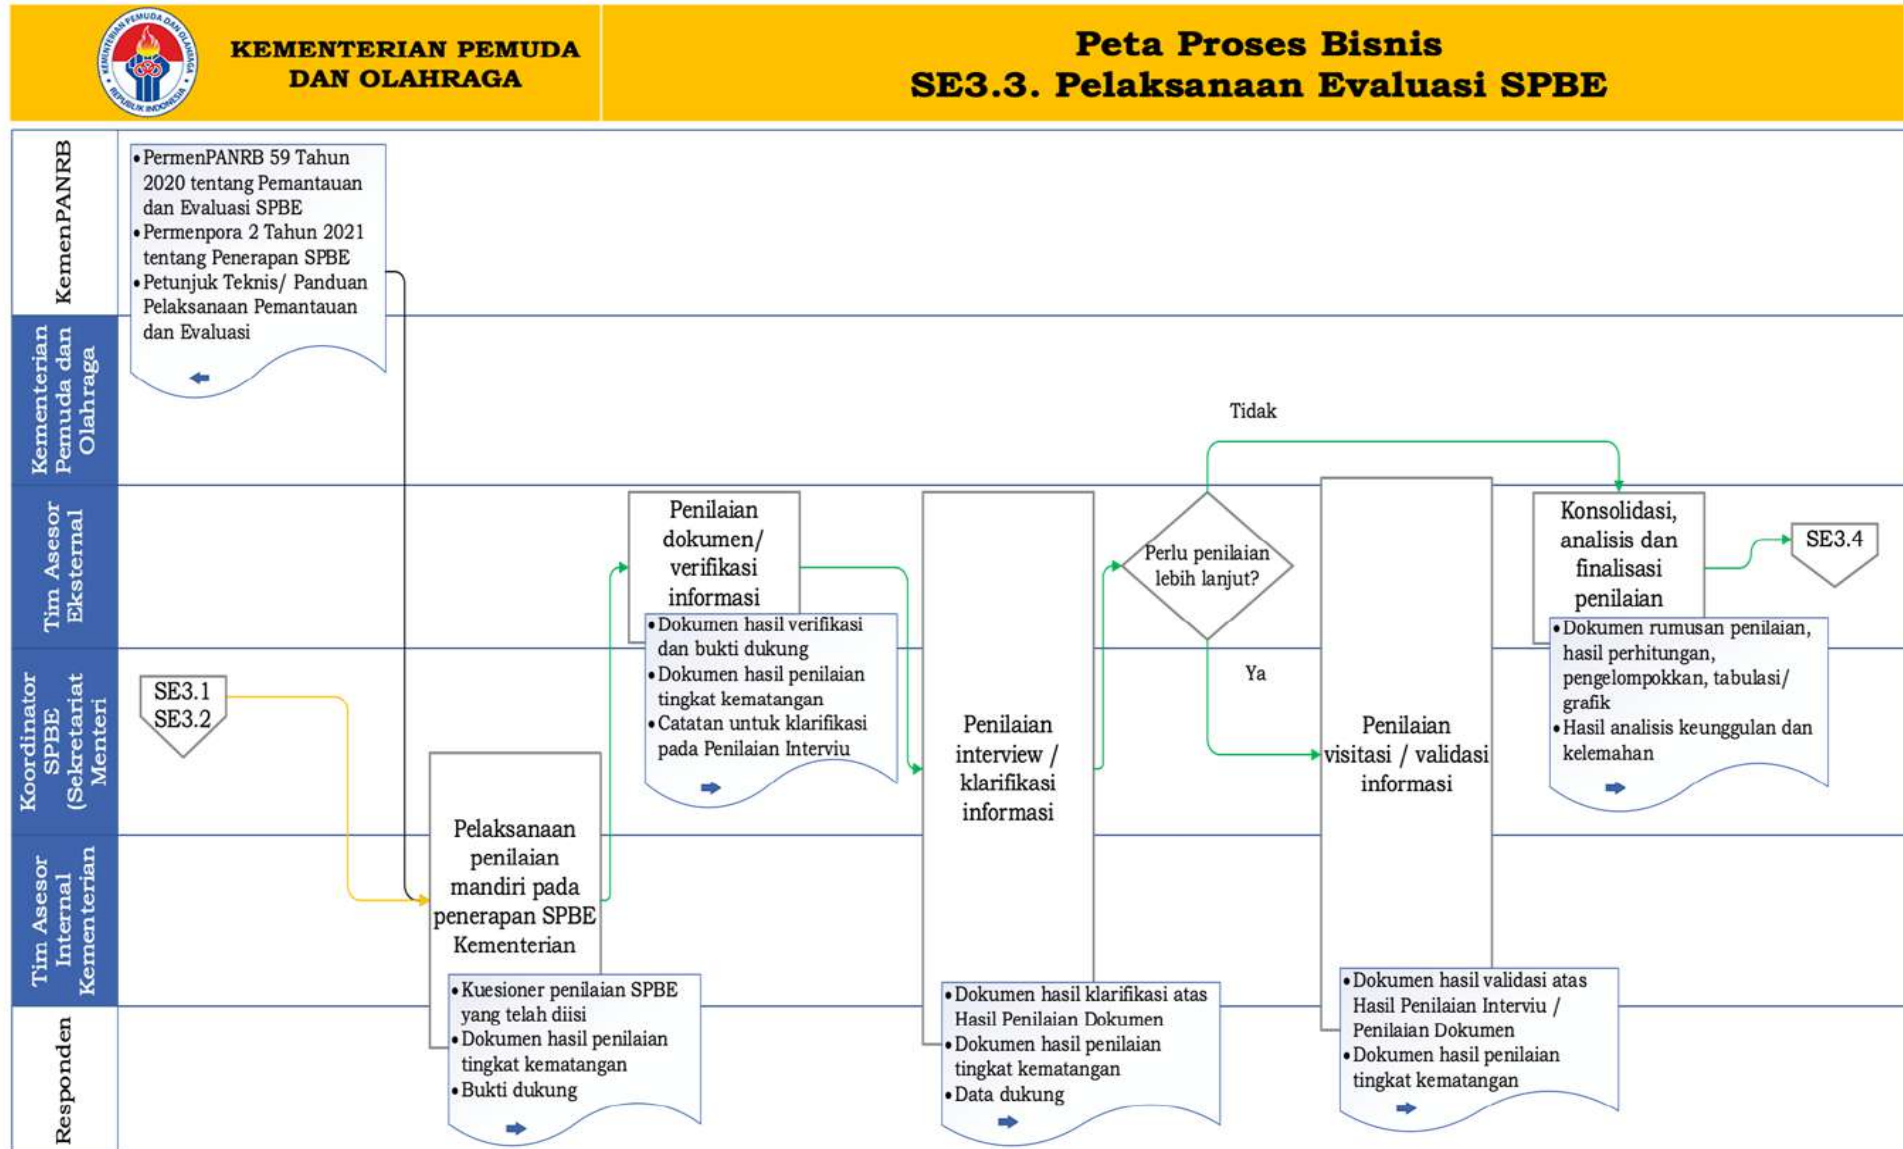 KEMENTERIAN PEMUDA DAN OLAHRAGA
REPUBLIK INDONESIA
KEMENTERIAN PEMUDA
DAN OLAHRAGA
Peta Proses Bisnis
SE3.3. Pelaksanaan Evaluasi SPBE
KemenPANRB
•PermenPANRB 59 Tahun
2020 tentang Pemantauan
dan Evaluasi SPBE
•Permenpora 2 Tahun 2021
tentang Penerapan SPBE
•Petunjuk Teknis/ Panduan
Pelaksanaan Pemantauan
dan Evaluasi
Kementerian
Pemuda dan
Olahraga
Tidak
Tim Asesor
Eksternal
Penilaian
dokumen/
verifikasi
informasi
•Dokumen hasil verifikasi
dan bukti dukung
•Dokumen hasil penilaian
tingkat kematangan
•Catatan untuk klarifikasi
pada Penilaian Interviu
Perlu penilaian
lebih lanjut?
Ya
Konsolidasi,
analisis dan
finalisasi
penilaian
•Dokumen rumusan penilaian,
hasil perhitungan,
pengelompokkan, tabulasi/
grafik
•Hasil analisis keunggulan dan
kelemahan
SE3.4
Koordinator
SPBE
(Sekretariat
Menteri
SE3.1
SE3.2
Penilaian
interview /
klarifikasi
informasi
Penilaian
visitasi / validasi
informasi
Tim Asesor
Internal
Kementerian
Pelaksanaan
penilaian
mandiri pada
penerapan SPBE
Kementerian
•Kuesioner penilaian SPBE
yang telah diisi
•Dokumen hasil penilaian
tingkat kematangan
•Bukti dukung
•Dokumen hasil klarifikasi atas
Hasil Penilaian Dokumen
•Dokumen hasil penilaian
tingkat kematangan
•Data dukung
•Dokumen hasil validasi atas
Hasil Penilaian Interviu /
Penilaian Dokumen
•Dokumen hasil penilaian
tingkat kematangan
Responden